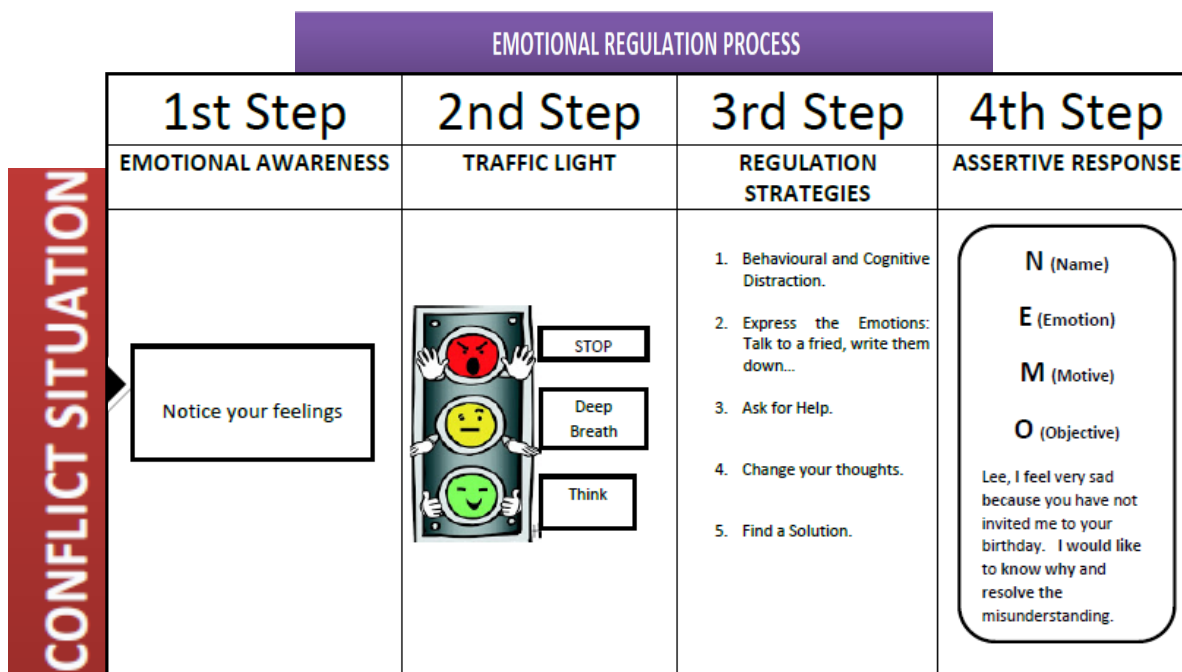 EMOTIONAL REGULATION PROCESS
CONFLICT SITUATION
1st Step
EMOTIONAL AWARENESS
Notice your feelings
2nd Step
TRAFFIC LIGHT
STOP
Deep
Breath
Think
3rd Step
REGULATION
STRATEGIES
1. Behavioural and Cognitive
Distraction.
2. Express the Emotions:
Talk to a fried, write them
down...
3. Ask for Help.
4. Change your thoughts.
5. Find a Solution.
4th Step
ASSERTIVE RESPONSE
N (Name)
E (Emotion)
M (Motive)
O (Objective)
Lee, I feel very sad
because you have not
invited me to your
birthday. I would like
to know why and
resolve the
misunderstanding.